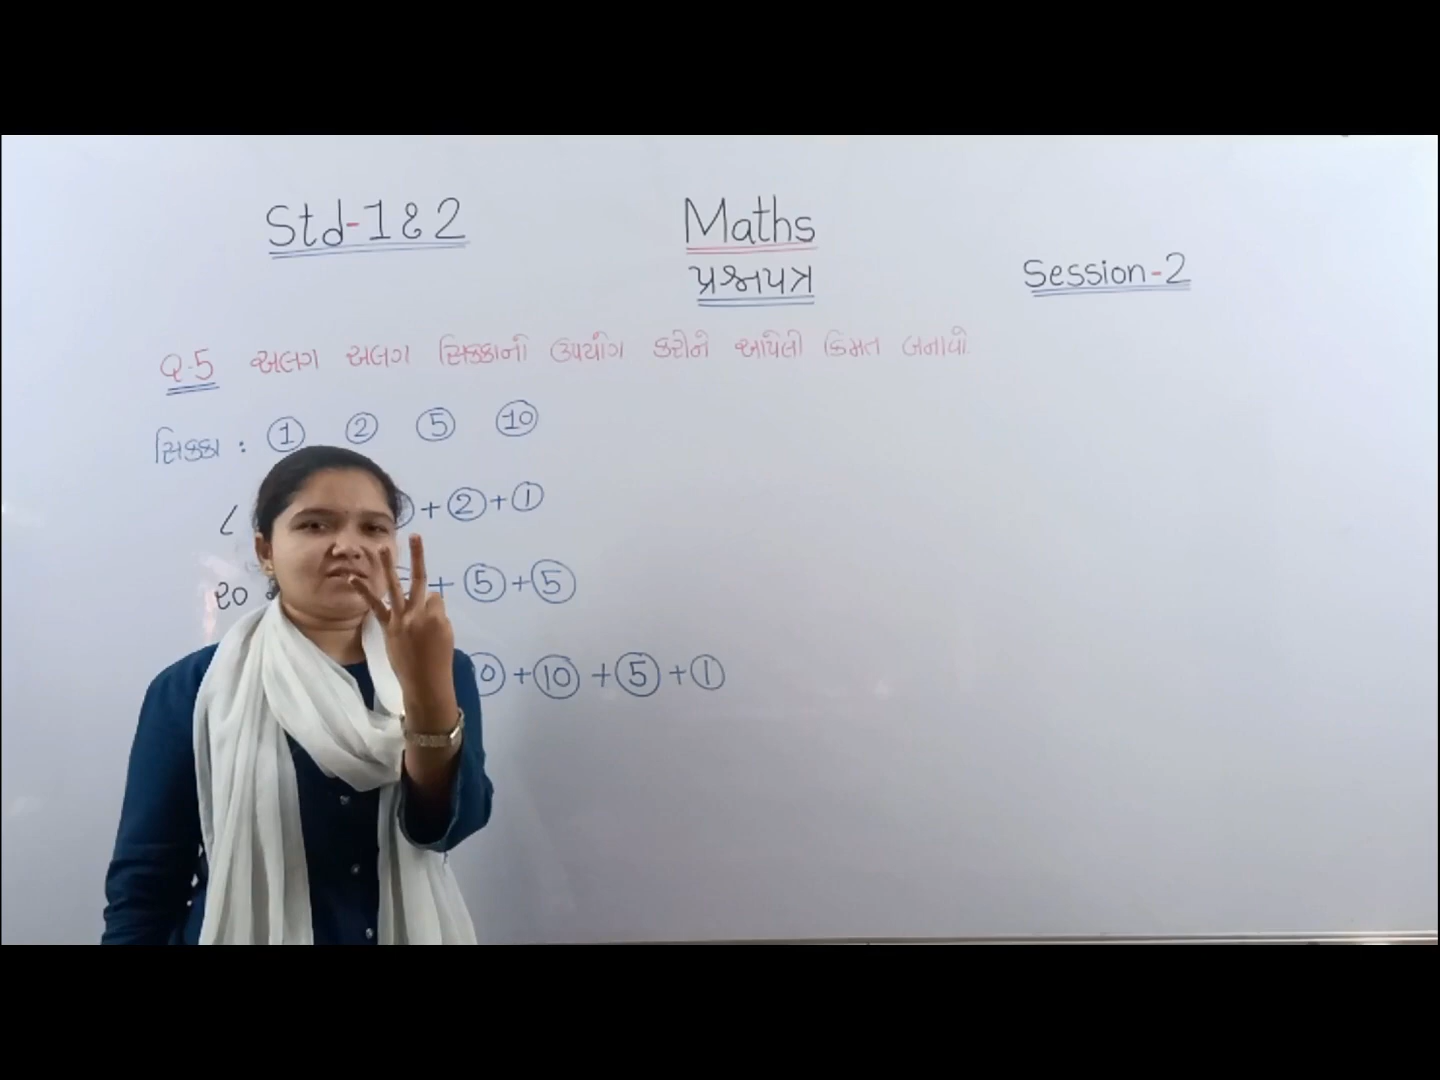 Std-1 & 2
Maths
પ્રશ્નપત્ર
Session-2
Q-5 અલગ અલગ સિક્કાનો ઉપયોગ કરીને આપેલી કિંમત બનાવો.
સિક્કા : 1 2 5 10
૮ + 2 + 1
૨૦ + 5 + 5
+ 10 + 5 + 1